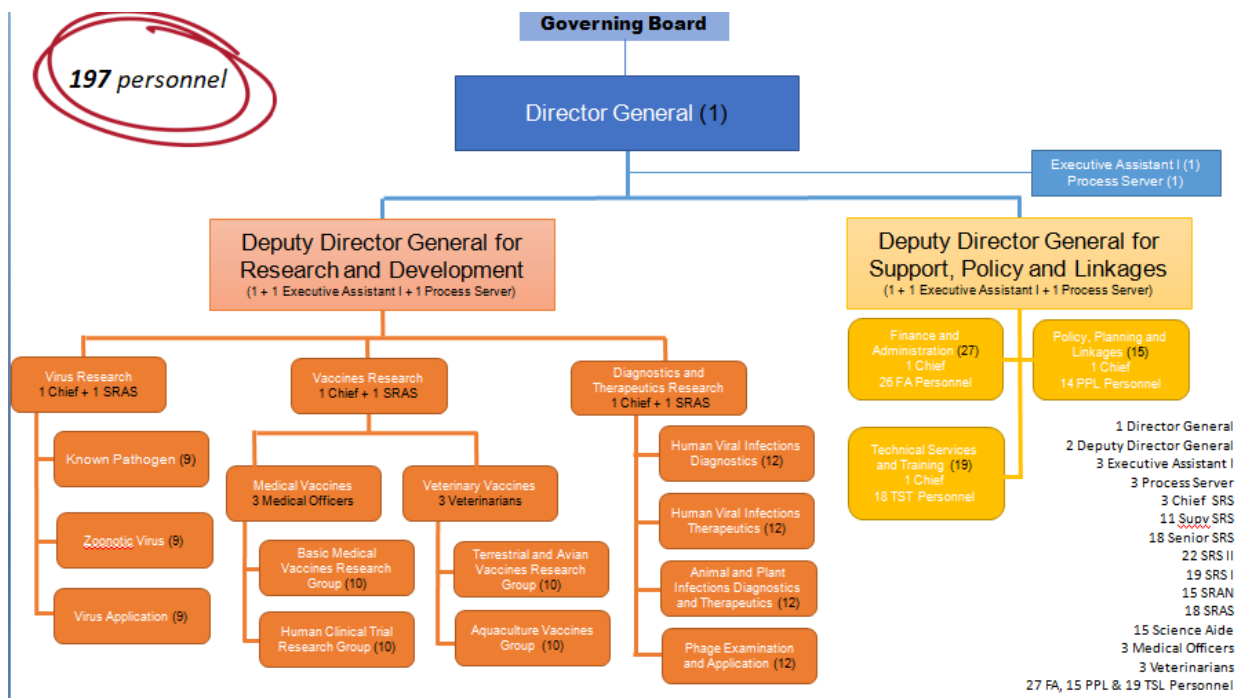 Governing Board
197 personnel
Director General (1)
Executive Assistant I (1)
Process Server (1)
Deputy Director General for
Research and Development
(1 + 1 Executive Assistant I + 1 Process Server)
Deputy Director General for
Support, Policy and Linkages
(1 + 1 Executive Assistant I + 1 Process Server)
Virus Research
1 Chief + 1 SRAS
Known Pathogen (9)
Zoonotic Virus (9)
Virus Application (9)
Vaccines Research
1 Chief + 1 SRAS
Medical Vaccines
3 Medical Officers
Basic Medical
Vaccines Research
Group (10)
Human Clinical Trial
Research Group (10)
Veterinary Vaccines
3 Veterinarians
Terrestrial and Avian
Vaccines Research
Group (10)
Aquaculture Vaccines
Group (10)
Diagnostics and
Therapeutics Research
1 Chief + 1 SRAS
Human Viral Infections
Diagnostics (12)
Human Viral Infections
Therapeutics (12)
Animal and Plant
Infections Diagnostics
and Therapeutics (12)
Phage Examination
and Application (12)
Finance and
Administration (27)
1 Chief
26 FA Personnel
Policy, Planning and
Linkages (15)
1 Chief
14 PPL Personnel
Technical Services
and Training (19)
1 Chief
18 TST Personnel
1 Director General
2 Deputy Director General
3 Executive Assistant I
3 Process Server
3 Chief SRS
11 Supv SRS
18 Senior SRS
22 SRS II
19 SRS I
15 SRAN
18 SRAS
15 Science Aide
3 Medical Officers
3 Veterinarians
27 FA, 15 PPL & 19 TSL Personnel